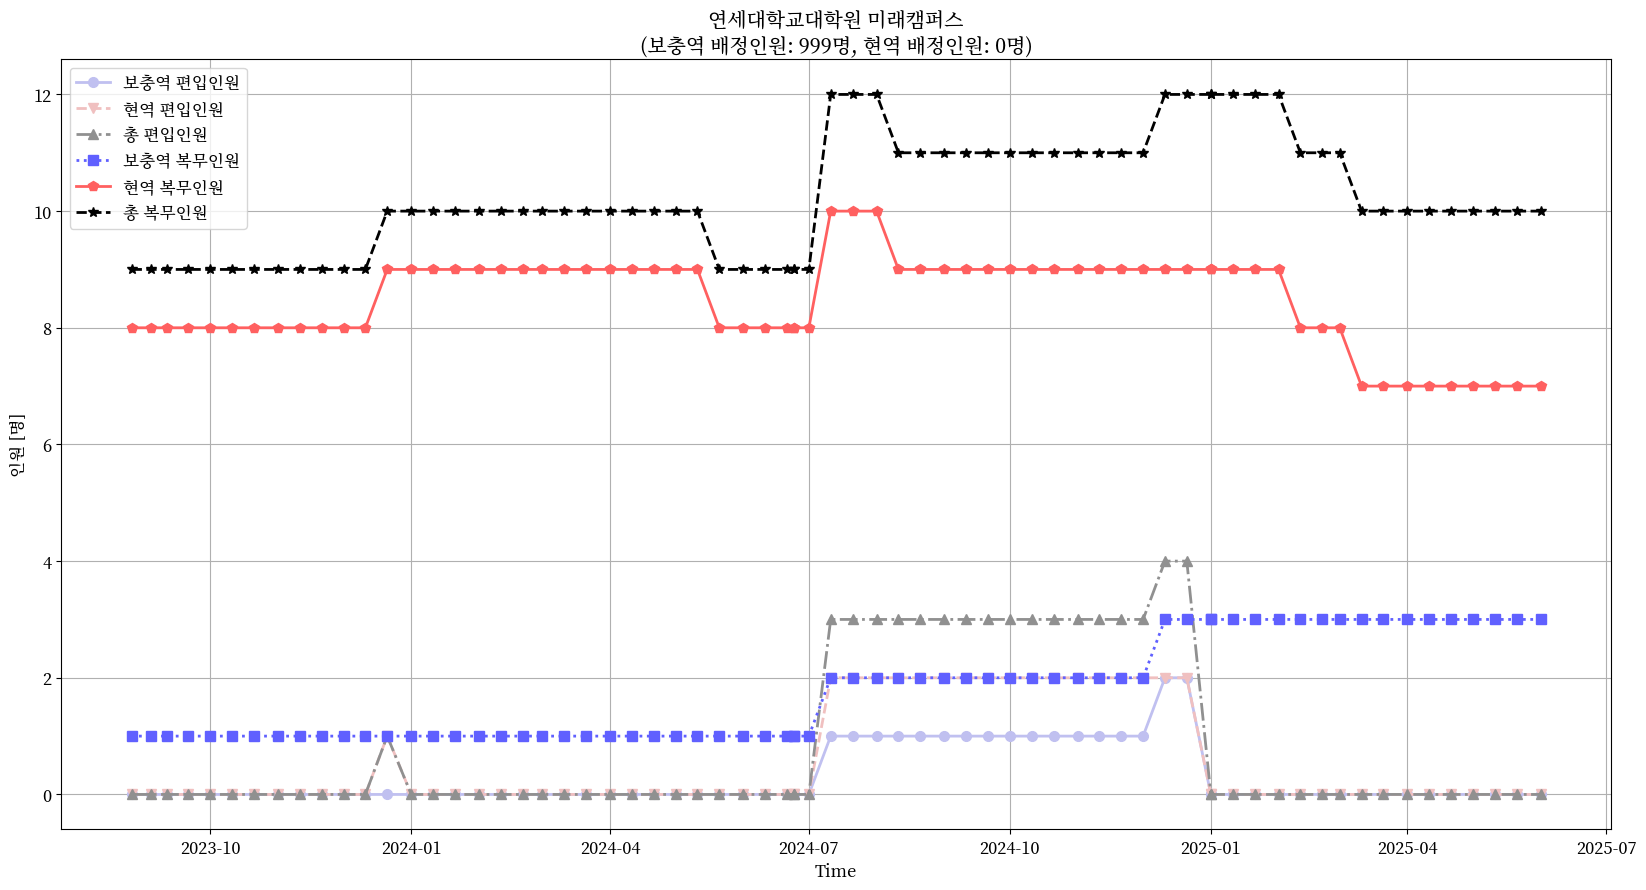 연세대학교대학원 미래캠퍼스
(보충역 배정인원: 999명, 현역 배정인원: 0명)
보충역 편입인원
현역 편입인원
총 편입인원
보충역 복무인원
현역 복무인원
총 복무인원
12
10
8
6
4
2
0
인원 [명]
2023-10
2024-01
2024-04
2024-07
2024-10
2025-01
2025-04
2025-07
Time